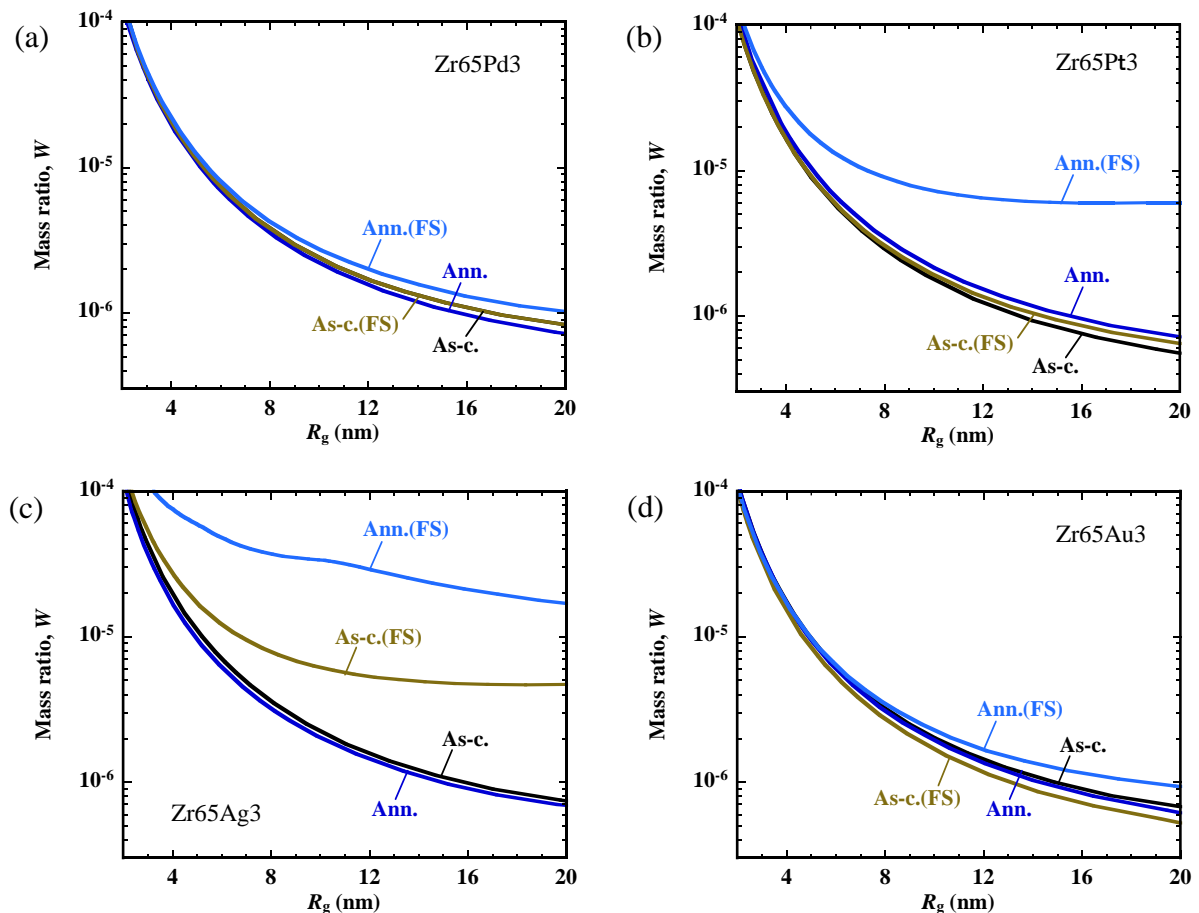 (a)
Zr65Pd3
Mass ratio, W
10-4
10-5
10-6
Ann.(FS)
Ann.
As-c.(FS)
As-c.
4 8 12 16 20
Rg (nm)
(b)
Zr65Pt3
Mass ratio, W
10-4
10-5
10-6
Ann.(FS)
Ann.
As-c.(FS)
As-c.
4 8 12 16 20
Rg (nm)
(c)
Mass ratio, W
10-4
10-5
10-6
Ann.(FS)
As-c.(FS)
As-c.
Ann.
Zr65Ag3
4 8 12 16 20
Rg (nm)
(d)
Zr65Au3
Mass ratio, W
10-4
10-5
10-6
Ann.(FS)
As-c.
As-c.(FS)
Ann.
4 8 12 16 20
Rg (nm)